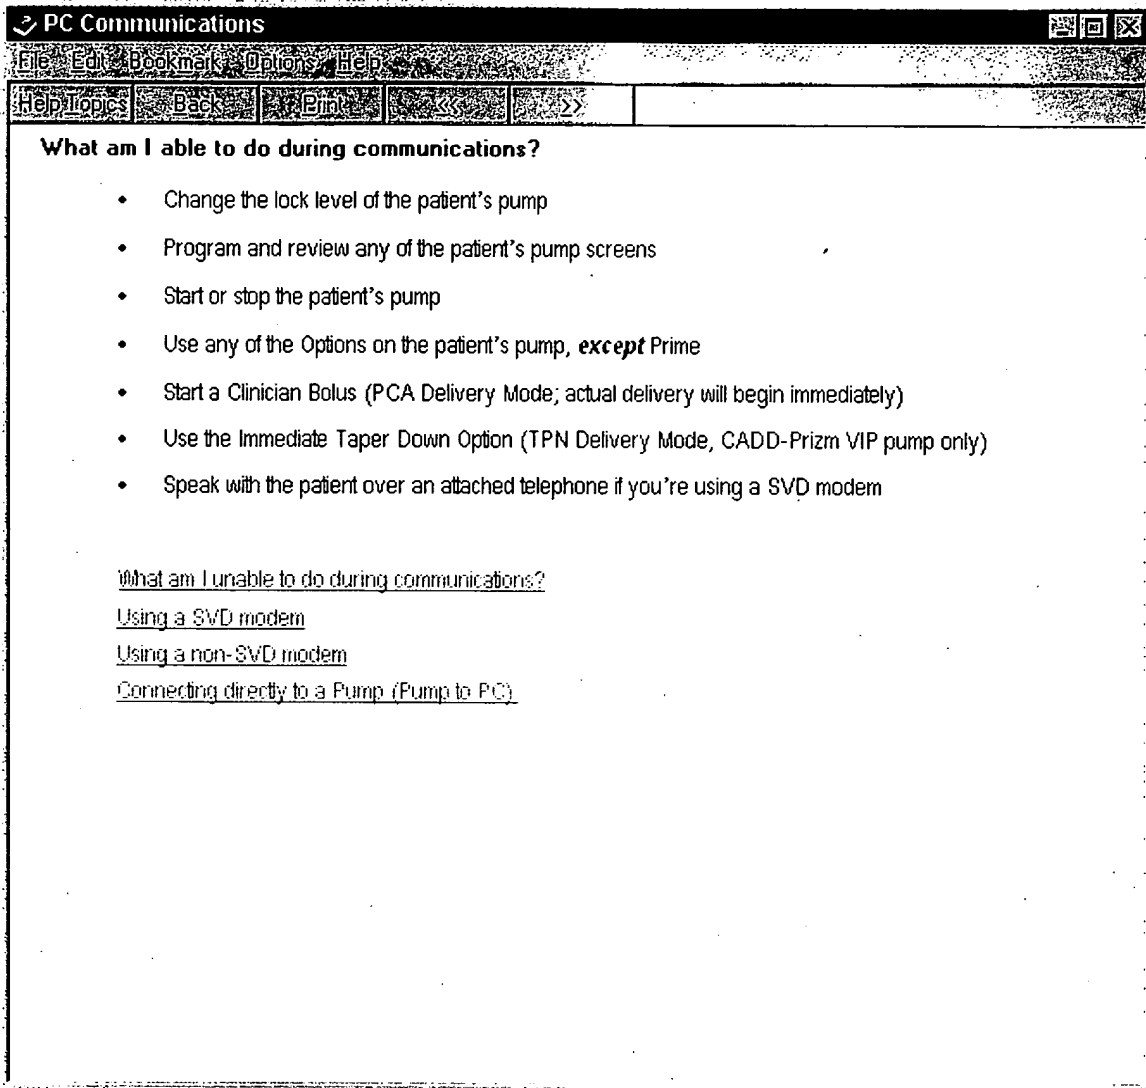 PC Communications
File Edit Bookmark Options Help
Help Topics Back Print << >>
What am I able to do during communications?
• Change the lock level of the patient's pump
• Program and review any of the patient's pump screens
• Start or stop the patient's pump
• Use any of the Options on the patient's pump, except Prime
• Start a Clinician Bolus (PCA Delivery Mode; actual delivery will begin immediately)
• Use the Immediate Taper Down Option (TPN Delivery Mode, CADD-Prizm VIP pump only)
• Speak with the patient over an attached telephone if you're using a SVD modem
What am I unable to do during communications?
Using a SVD modem
Using a non-SVD modem
Connecting directly to a Pump (Pump to PC)